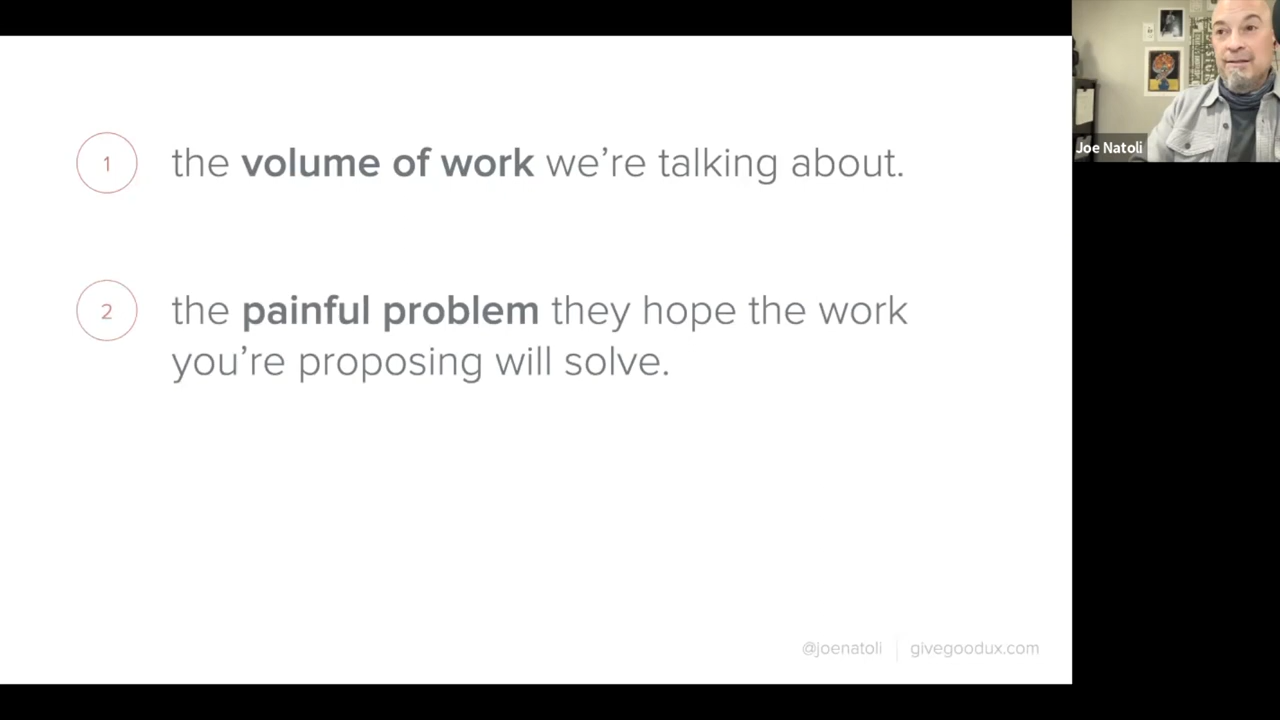 1
the volume of work we’re talking about.
2
the painful problem they hope the work
you’re proposing will solve.
@joenatoli | givegoodux.com
Joe Natoli